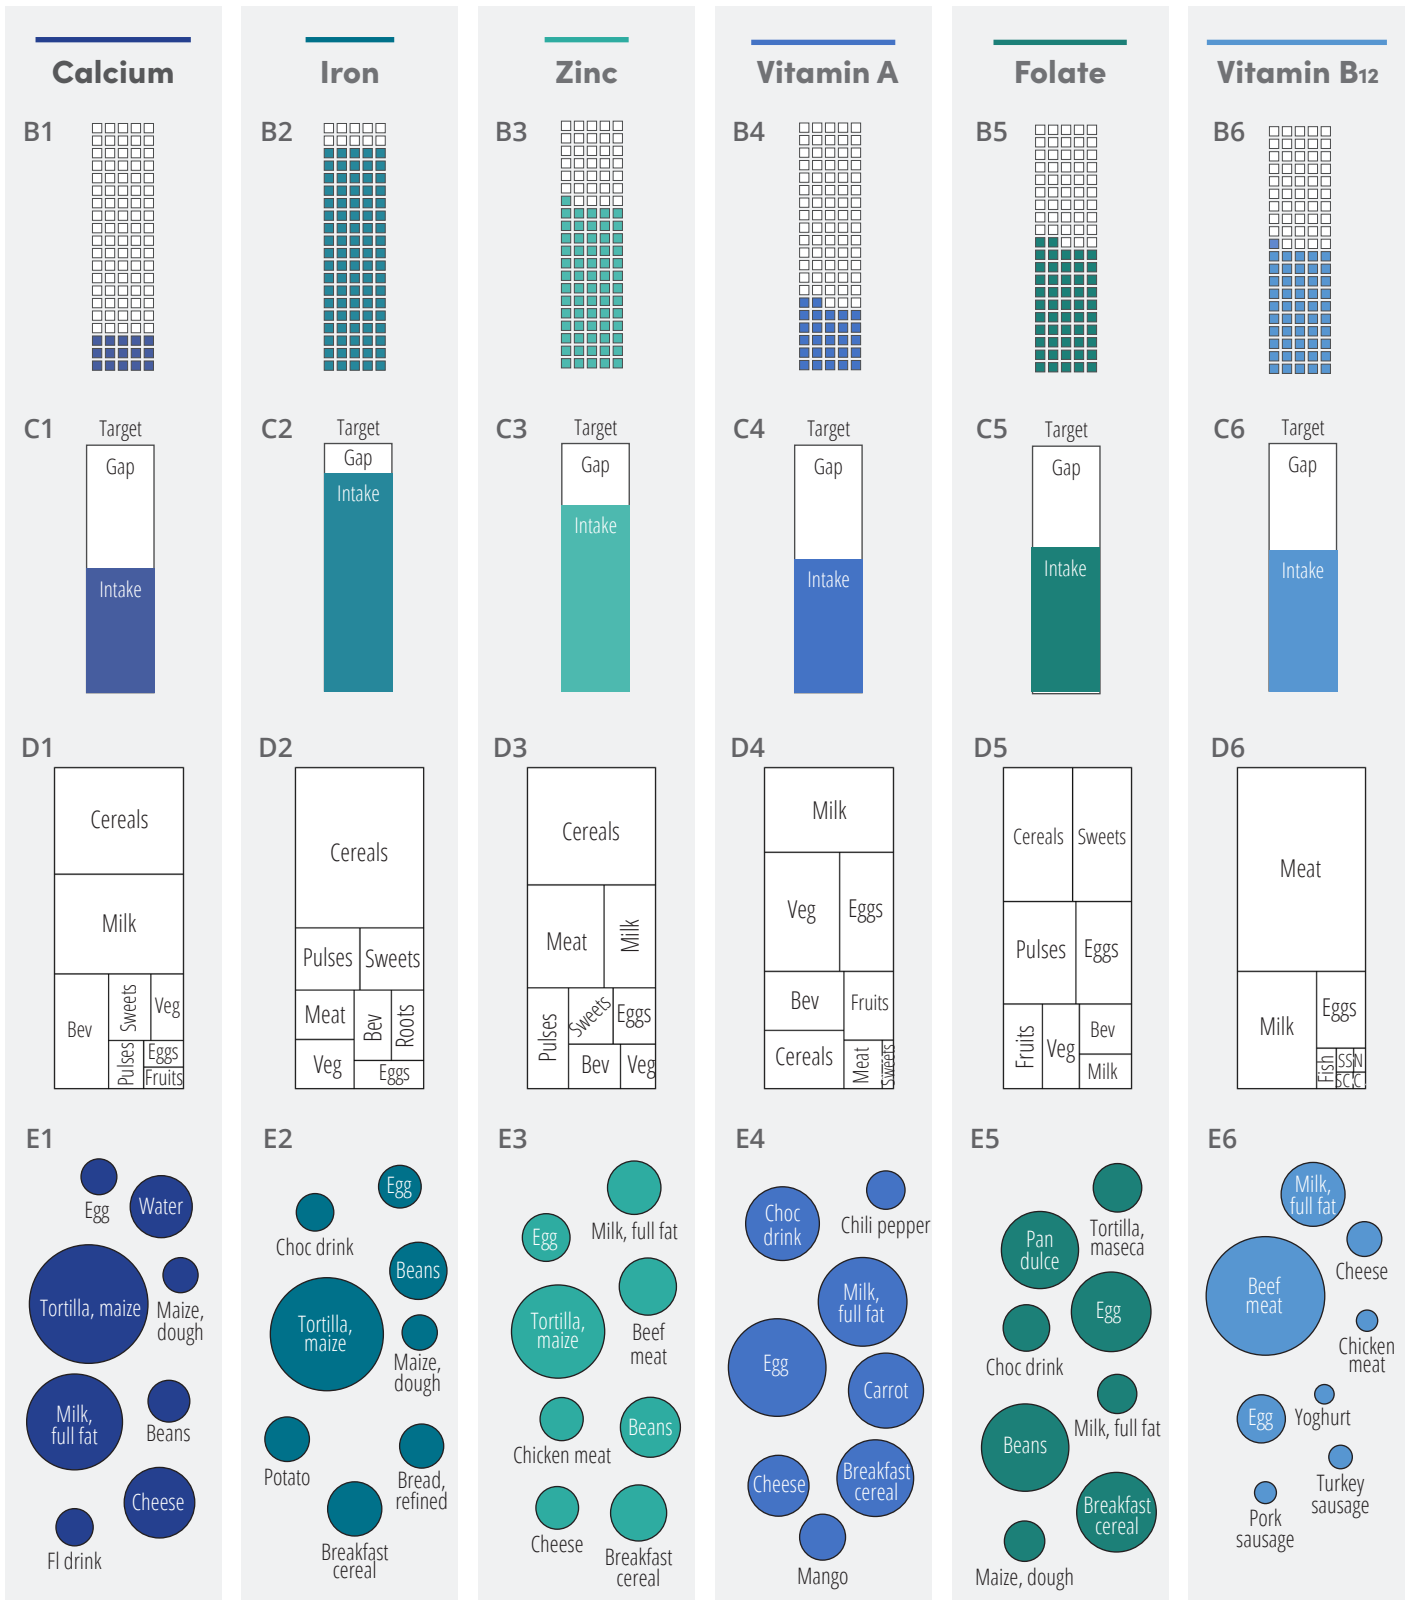 Calcium
Iron
Zinc
Vitamin A
Folate
Vitamin B12
B1
B2
B3
B4
B5
B6
C1
Target
Gap
Intake
C2
Target
Gap
Intake
C3
Target
Gap
Intake
C4
Target
Gap
Intake
C5
Target
Gap
Intake
C6
Target
Gap
Intake
D1
Cereals
Milk
Bev
Sweets
Veg
Pulses
Eggs
Fruits
D2
Cereals
Pulses
Sweets
Meat
Bev
Roots
Veg
Eggs
D3
Cereals
Meat
Milk
Pulses
Sweets
Eggs
Bev
Veg
D4
Milk
Veg
Eggs
Bev
Fruits
Cereals
Meat
Sweets
D5
Cereals
Sweets
Pulses
Eggs
Fruits
Veg
Bev
Milk
D6
Meat
Milk
Eggs
Fish
SS
N
SC
C
E1
Egg
Water
Tortilla, maize
Maize,
dough
Milk,
full fat
Beans
Cheese
Fl drink
E2
Egg
Choc drink
Beans
Tortilla,
maize
Maize,
dough
Potato
Bread,
refined
Breakfast
cereal
E3
Milk, full fat
Egg
Tortilla,
maize
Beef
meat
Chicken meat
Beans
Cheese
Breakfast
cereal
E4
Choc
drink
Chili pepper
Milk,
full fat
Egg
Carrot
Cheese
Breakfast
cereal
Mango
E5
Tortilla,
maseca
Pan
dulce
Egg
Choc drink
Milk, full fat
Beans
Breakfast
cereal
Maize, dough
E6
Milk,
full fat
Cheese
Beef
meat
Chicken
meat
Yoghurt
Egg
Turkey
sausage
Pork
sausage